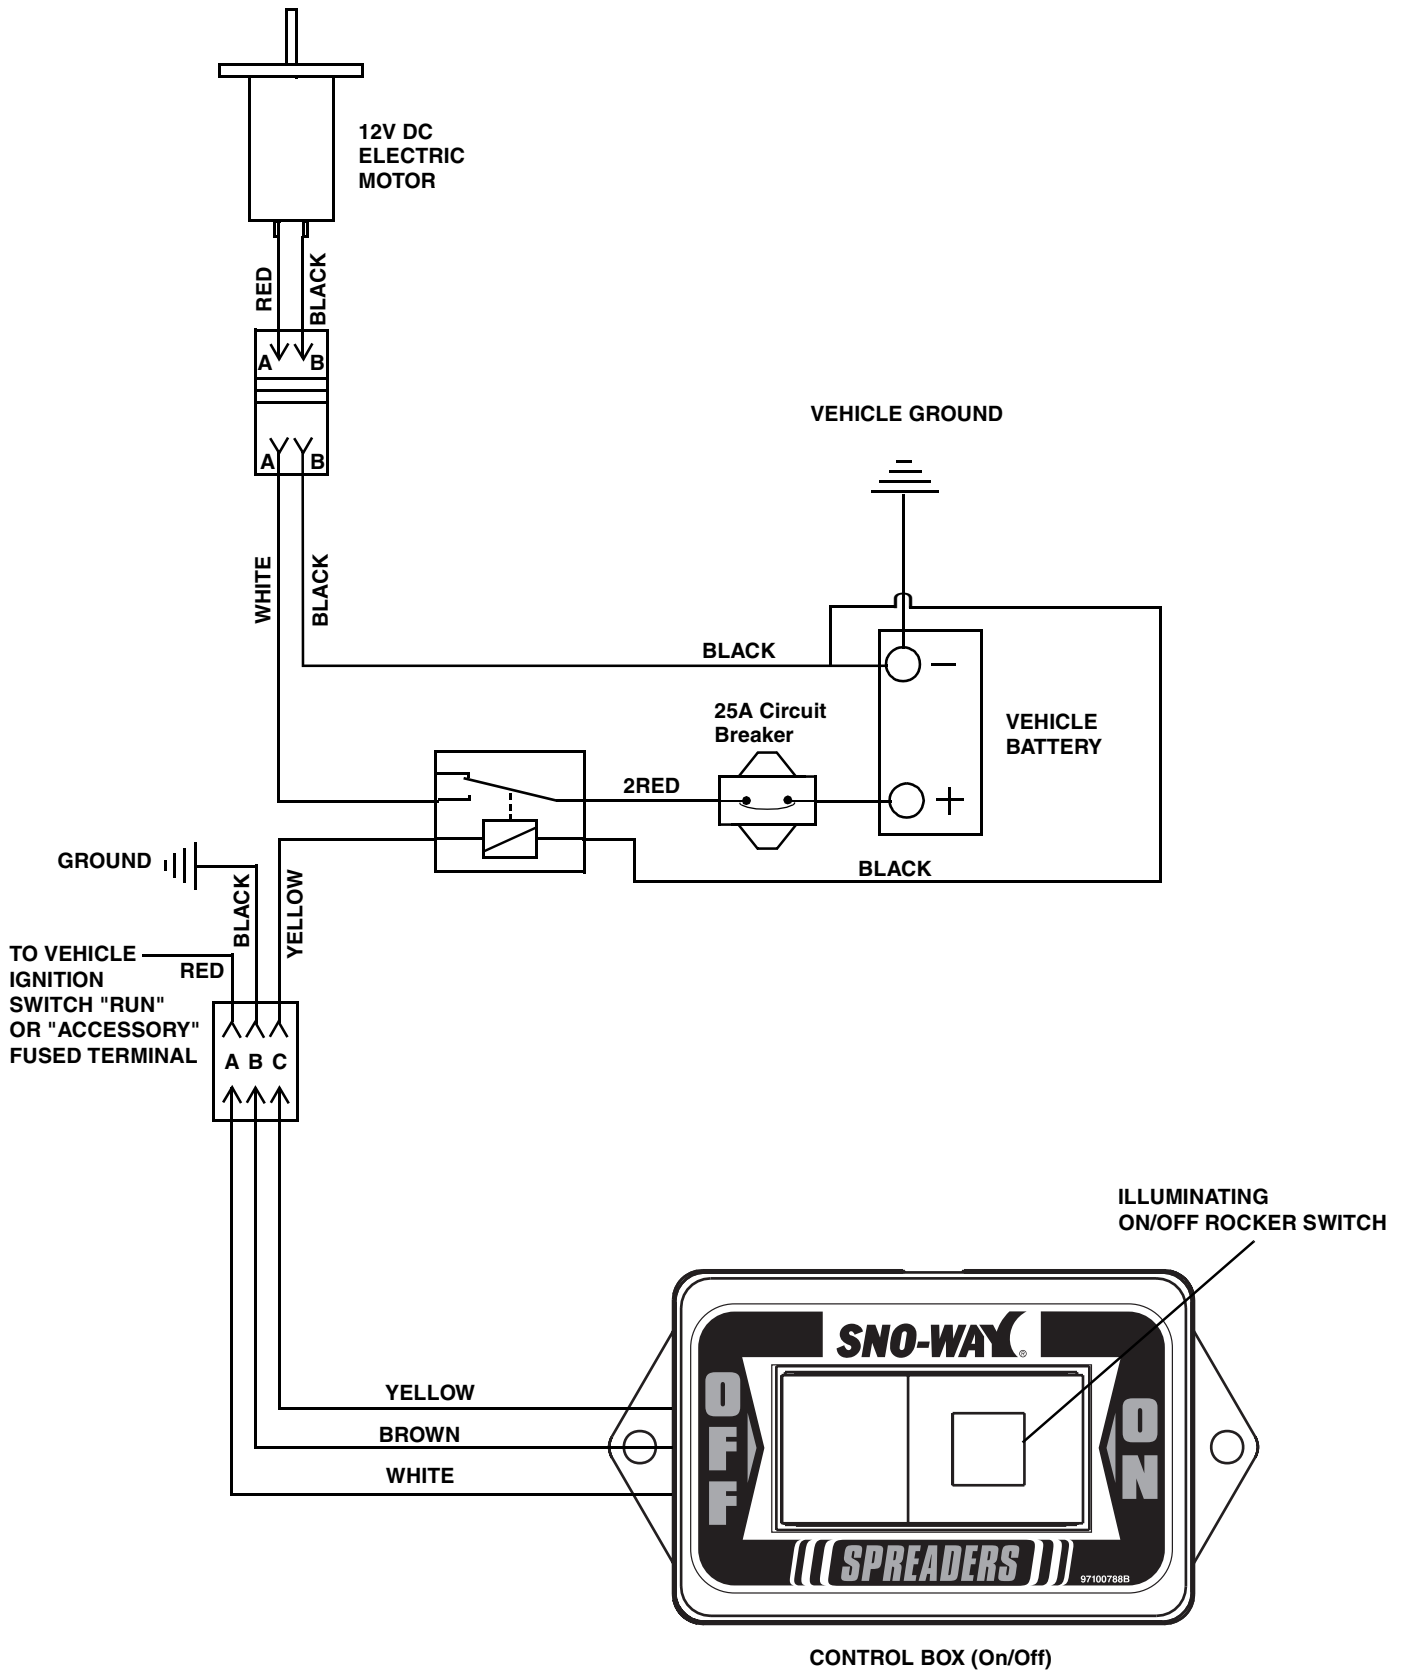 12V DC
ELECTRIC
MOTOR
RED
BLACK
A B
A B
WHITE
BLACK
VEHICLE GROUND
BLACK
25A Circuit
Breaker
VEHICLE
BATTERY
2RED
BLACK
GROUND
BLACK
YELLOW
TO VEHICLE
IGNITION
SWITCH "RUN"
OR "ACCESSORY"
FUSED TERMINAL
RED
A B C
ILLUMINATING
ON/OFF ROCKER SWITCH
YELLOW
BROWN
WHITE
SNO-WAY®
OFF
ON
SPREADERS
97100788B
CONTROL BOX (On/Off)